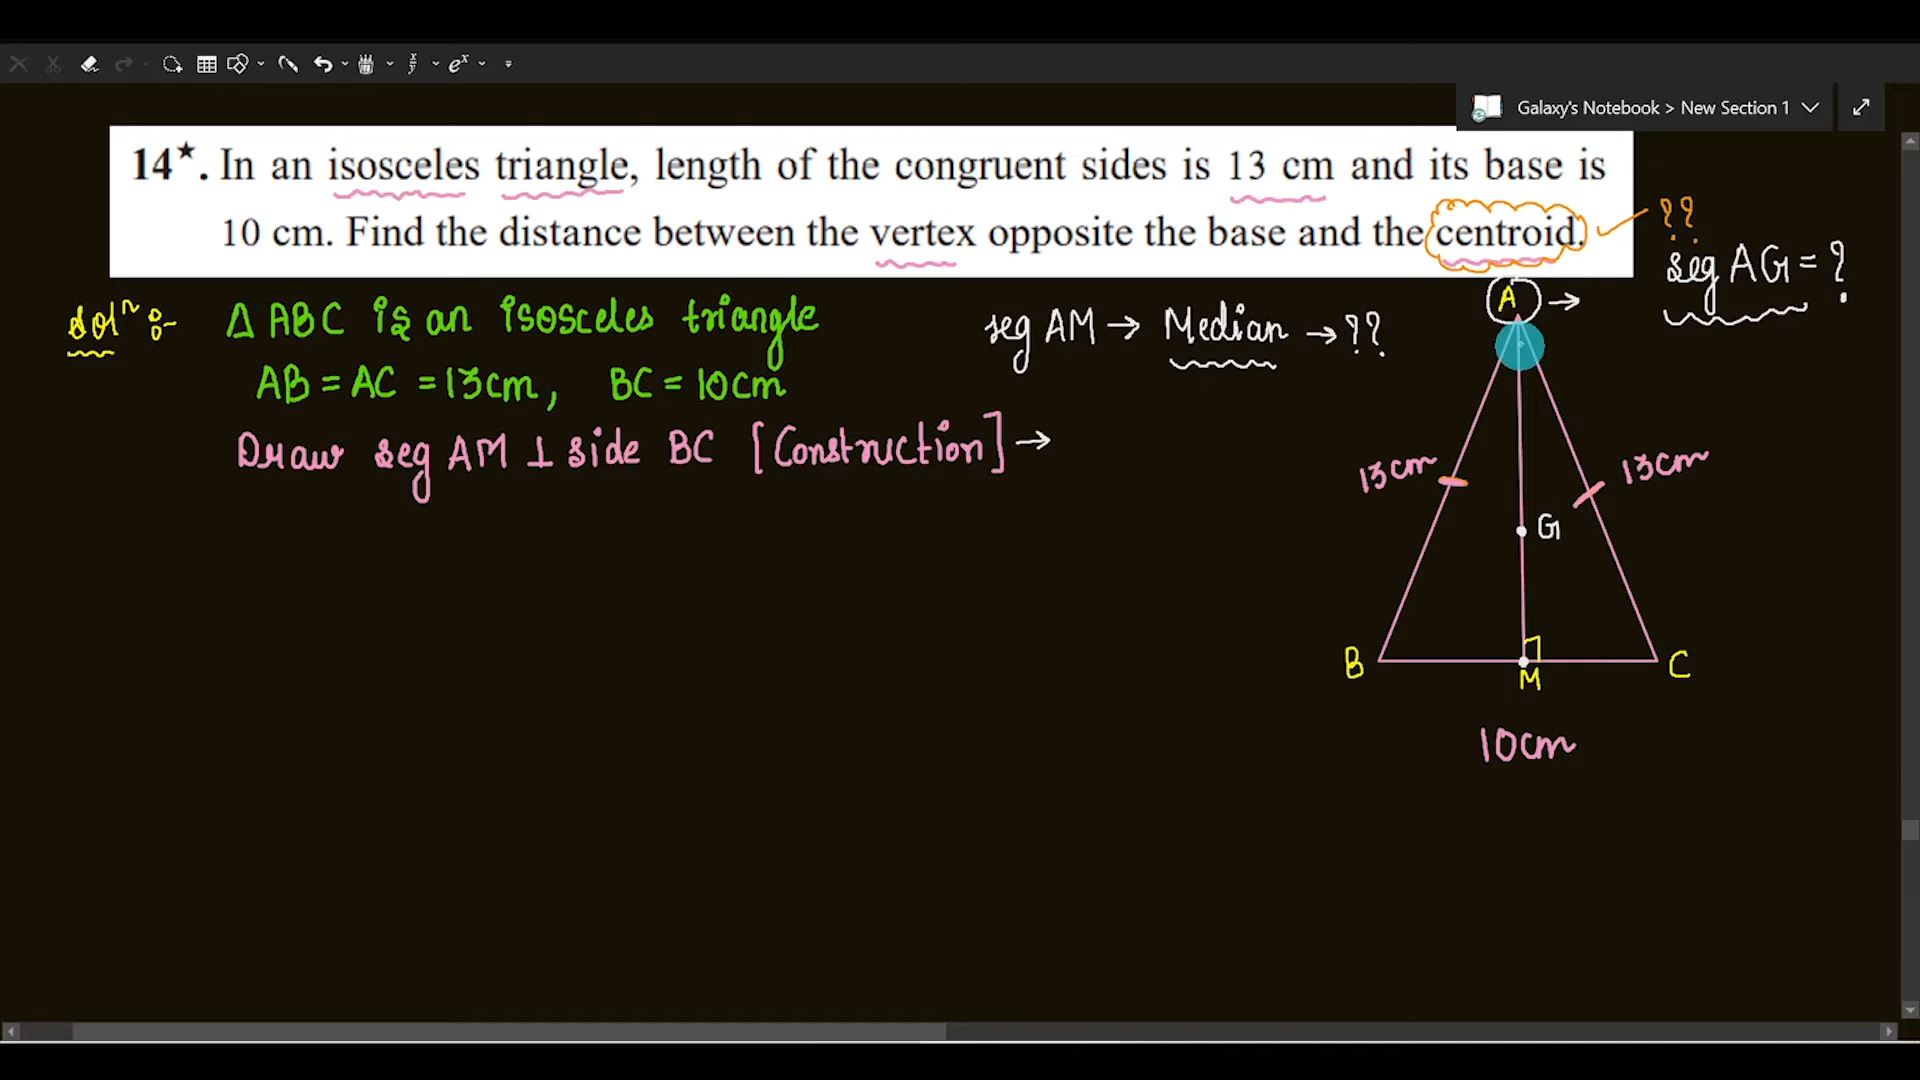 Galaxy's Notebook > New Section 1
14★. In an isosceles triangle, length of the congruent sides is 13 cm and its base is
10 cm. Find the distance between the vertex opposite the base and the centroid.
??
seg AG = ?
Solⁿ :- Δ ABC is an isosceles triangle
AB = AC = 13cm, BC = 10cm
Draw seg AM ⊥ side BC [Construction] →
seg AM → Median → ??
A →
13cm
13cm
G
B
M
C
10cm